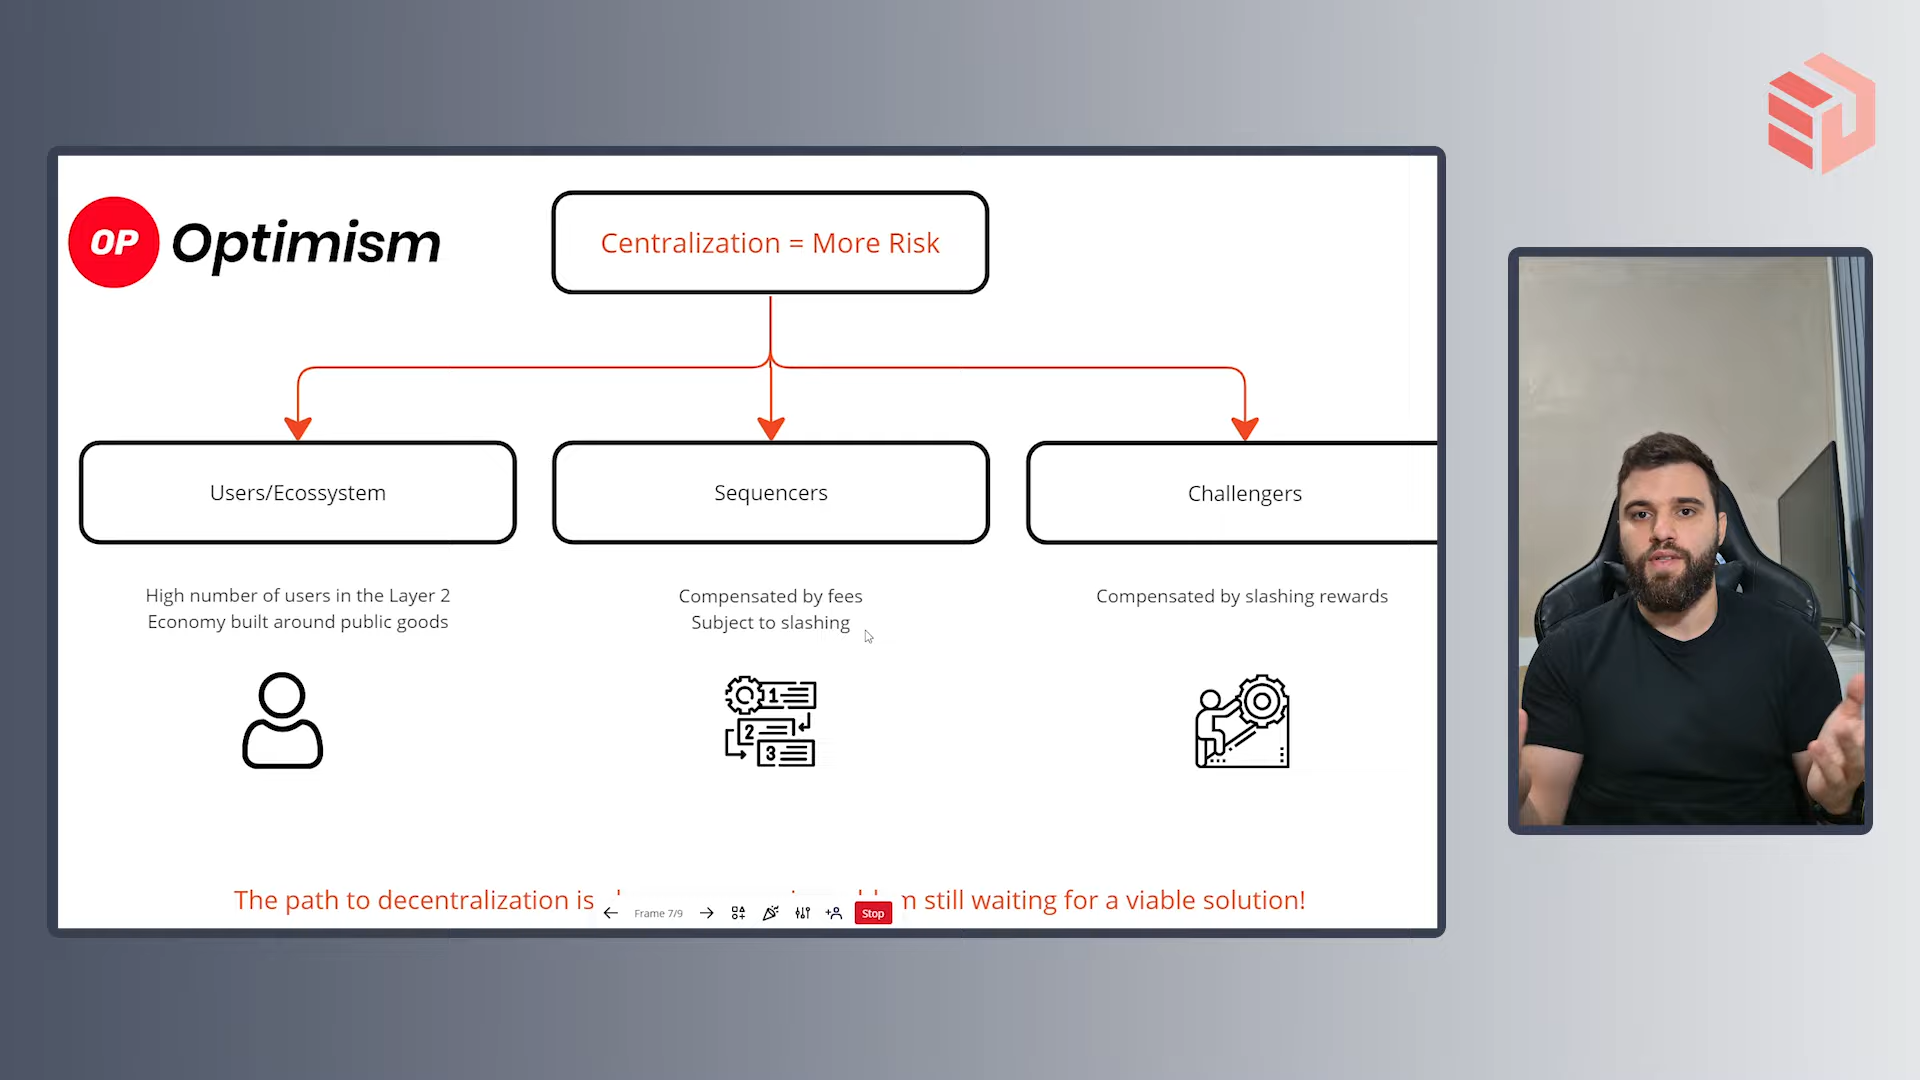 OP Optimism
Centralization = More Risk
Users/Ecossystem
Sequencers
Challengers
High number of users in the Layer 2
Economy built around public goods
Compensated by fees
Subject to slashing
Compensated by slashing rewards
1
2
3
The path to decentralization is
still waiting for a viable solution!
Frame 7/9
Stop